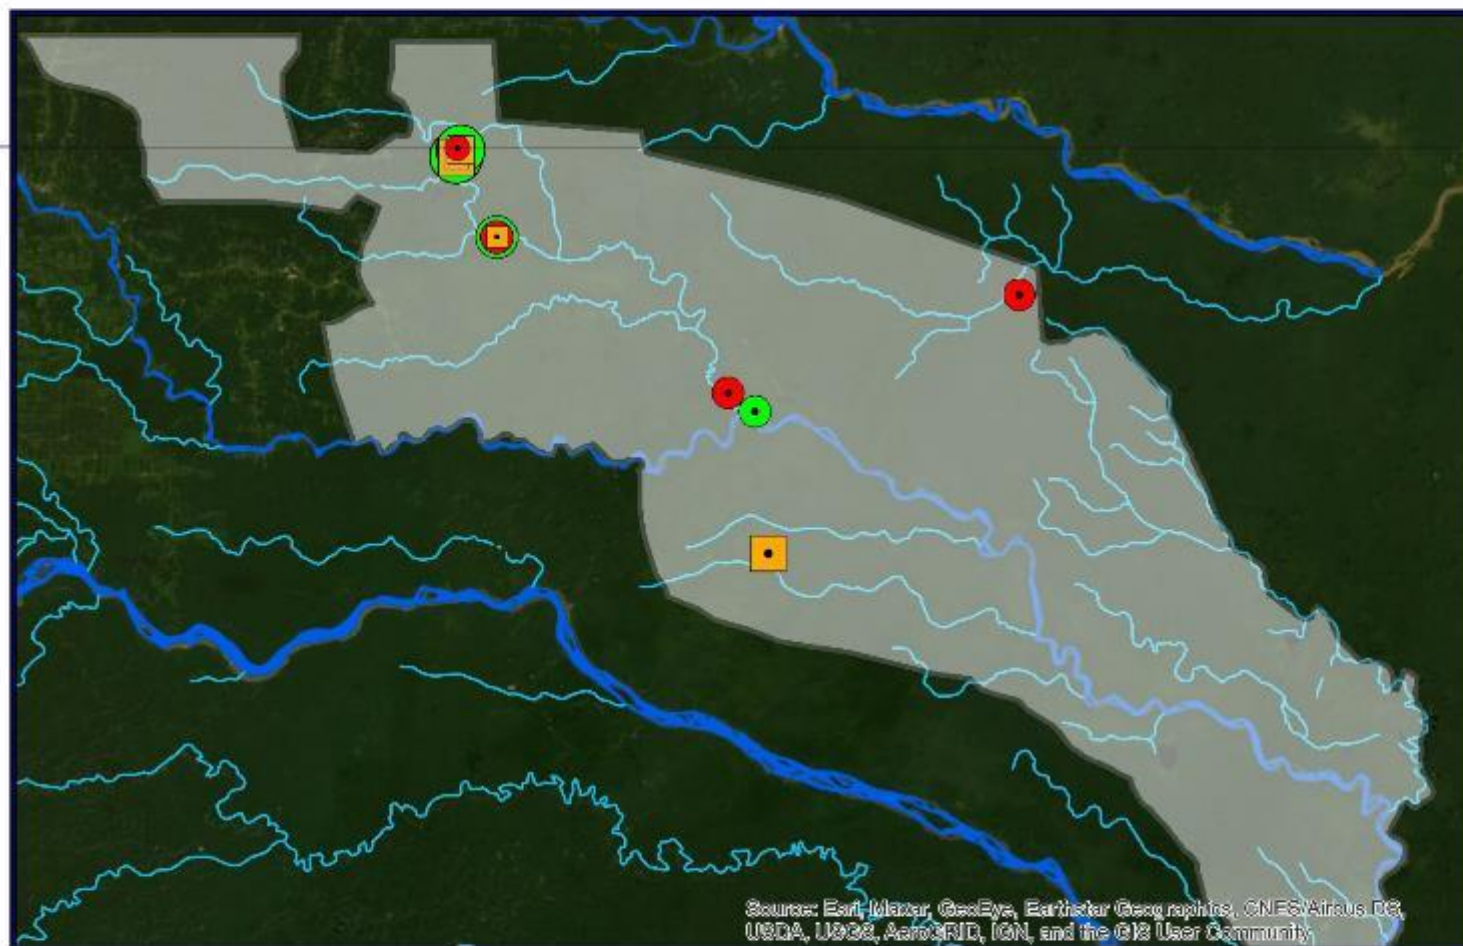 Source: Esri, Maxar, GeoEye, Earthstar Geographics, CNES/Airbus DS,
USDA, USGS, AeroGRID, IGN, and the GIS User Community